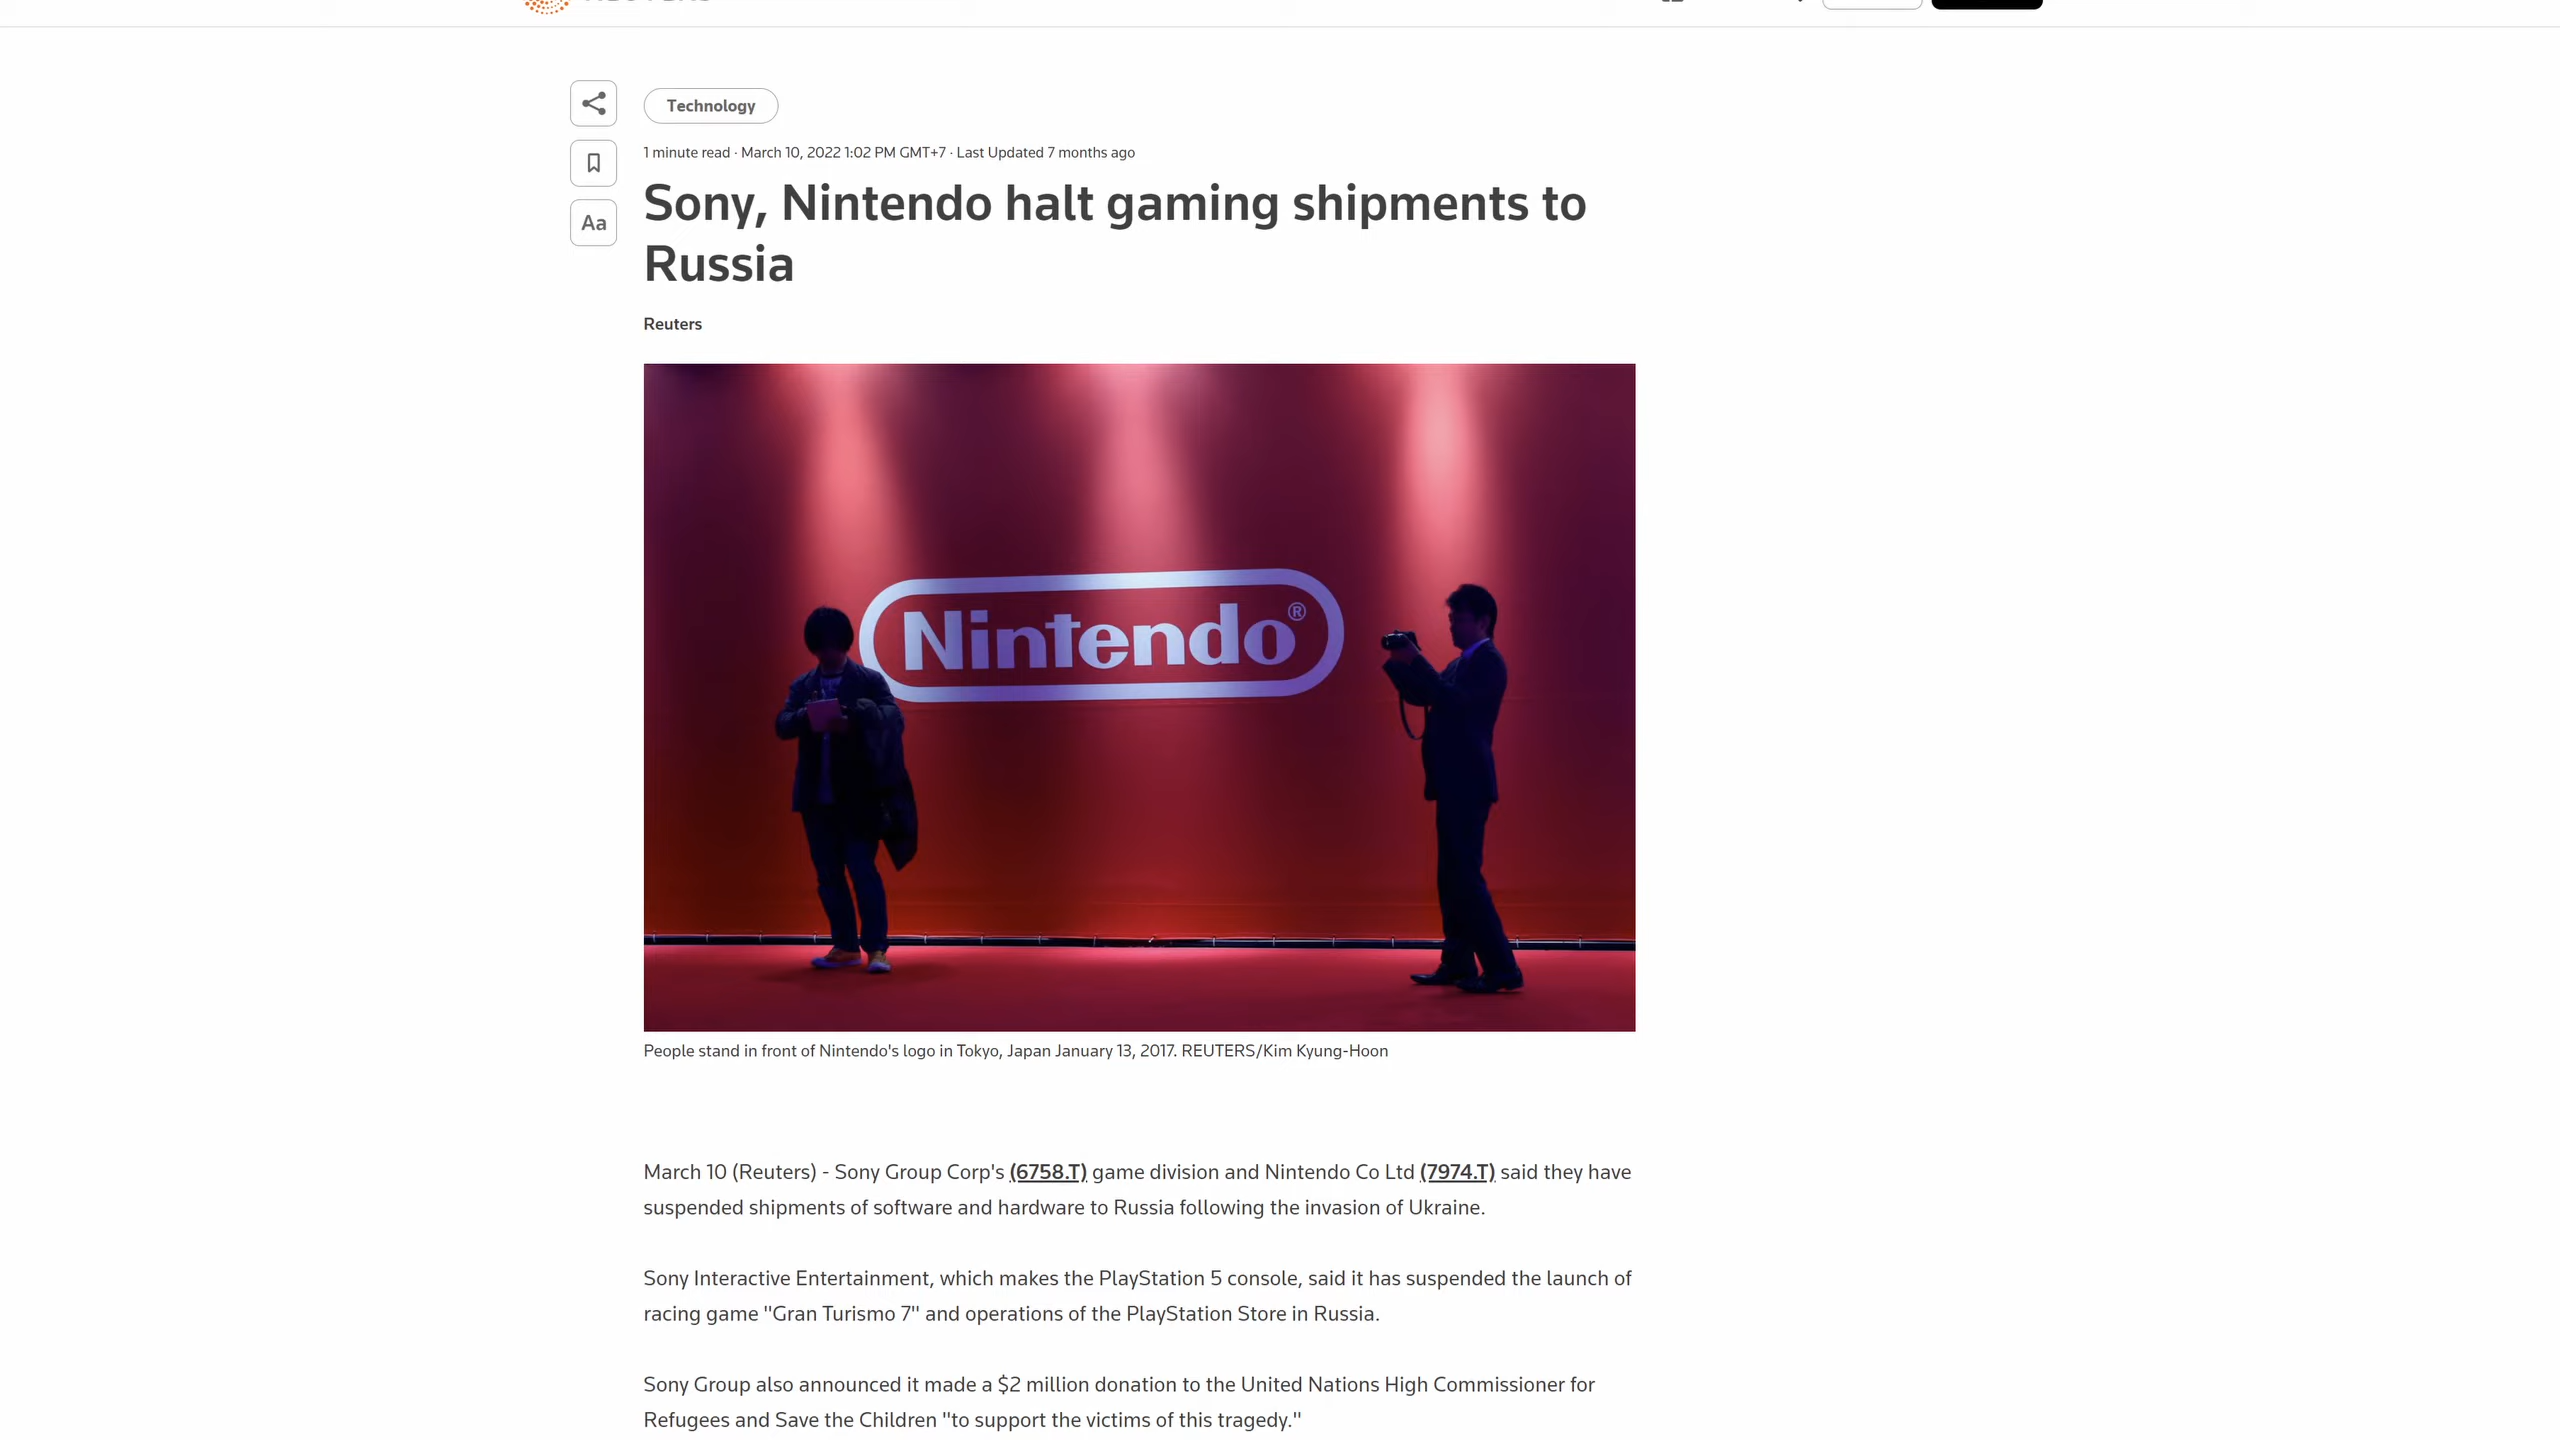 Technology
1 minute read · March 10, 2022 1:02 PM GMT+7 · Last Updated 7 months ago
Aa
Sony, Nintendo halt gaming shipments to
Russia
Reuters
Nintendo®
People stand in front of Nintendo's logo in Tokyo, Japan January 13, 2017. REUTERS/Kim Kyung-Hoon
March 10 (Reuters) - Sony Group Corp's (6758.T) game division and Nintendo Co Ltd (7974.T) said they have
suspended shipments of software and hardware to Russia following the invasion of Ukraine.
Sony Interactive Entertainment, which makes the PlayStation 5 console, said it has suspended the launch of
racing game "Gran Turismo 7" and operations of the PlayStation Store in Russia.
Sony Group also announced it made a $2 million donation to the United Nations High Commissioner for
Refugees and Save the Children "to support the victims of this tragedy."